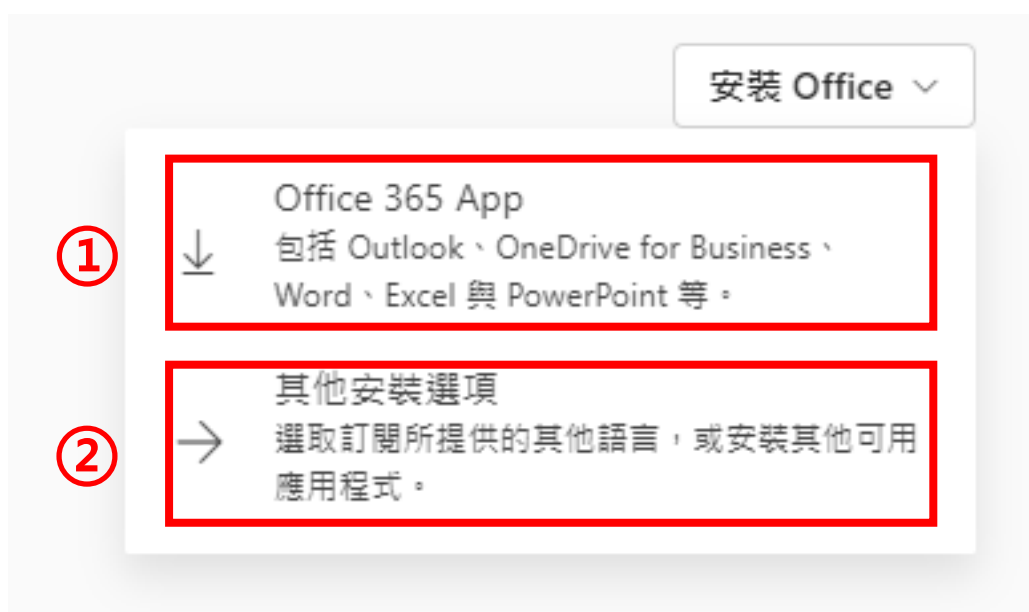 安裝 Office
① Office 365 App
包括 Outlook、OneDrive for Business、
Word、Excel 與 PowerPoint 等。
② 其他安裝選項
選取訂閱所提供的其他語言，或安裝其他可用
應用程式。